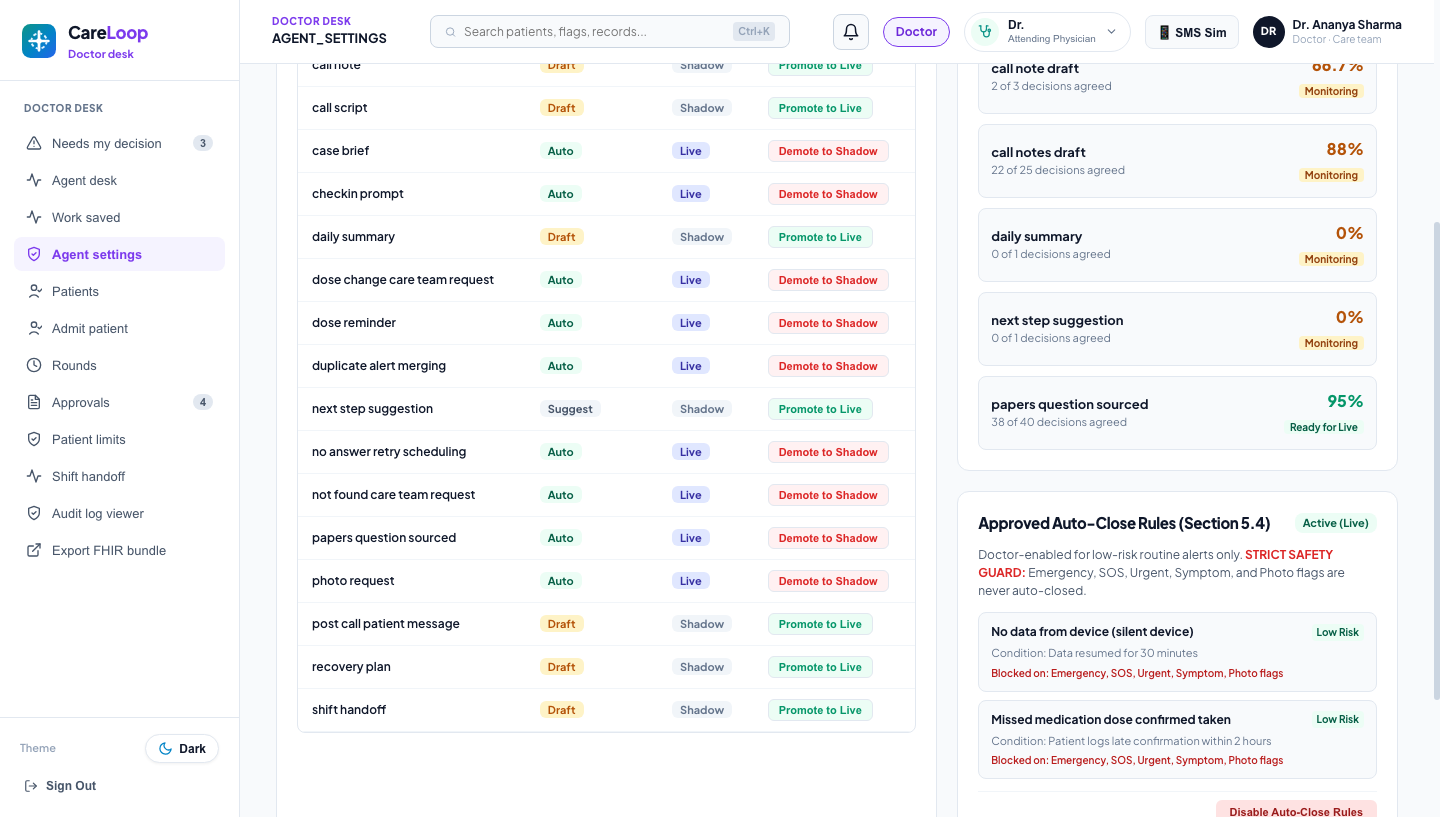 CareLoop
Doctor desk
DOCTOR DESK
AGENT_SETTINGS
Search patients, flags, records...
Ctrl+K
Doctor
Dr.
Attending Physician
SMS Sim
DR
Dr. Ananya Sharma
Doctor · Care team
DOCTOR DESK
Needs my decision 3
Agent desk
Work saved
Agent settings
Patients
Admit patient
Rounds
Approvals 4
Patient limits
Shift handoff
Audit log viewer
Export FHIR bundle
Theme
Dark
Sign Out
call note Draft Shadow Promote to Live
call script Draft Shadow Promote to Live
case brief Auto Live Demote to Shadow
checkin prompt Auto Live Demote to Shadow
daily summary Draft Shadow Promote to Live
dose change care team request Auto Live Demote to Shadow
dose reminder Auto Live Demote to Shadow
duplicate alert merging Auto Live Demote to Shadow
next step suggestion Suggest Shadow Promote to Live
no answer retry scheduling Auto Live Demote to Shadow
not found care team request Auto Live Demote to Shadow
papers question sourced Auto Live Demote to Shadow
photo request Auto Live Demote to Shadow
post call patient message Draft Shadow Promote to Live
recovery plan Draft Shadow Promote to Live
shift handoff Draft Shadow Promote to Live
call note draft 66.7%
2 of 3 decisions agreed Monitoring
call notes draft 88%
22 of 25 decisions agreed Monitoring
daily summary 0%
0 of 1 decisions agreed Monitoring
next step suggestion 0%
0 of 1 decisions agreed Monitoring
papers question sourced 95%
38 of 40 decisions agreed Ready for Live
Approved Auto-Close Rules (Section 5.4) Active (Live)
Doctor-enabled for low-risk routine alerts only. STRICT SAFETY
GUARD: Emergency, SOS, Urgent, Symptom, and Photo flags are
never auto-closed.
No data from device (silent device) Low Risk
Condition: Data resumed for 30 minutes
Blocked on: Emergency, SOS, Urgent, Symptom, Photo flags
Missed medication dose confirmed taken Low Risk
Condition: Patient logs late confirmation within 2 hours
Blocked on: Emergency, SOS, Urgent, Symptom, Photo flags
Disable Auto-Close Rules